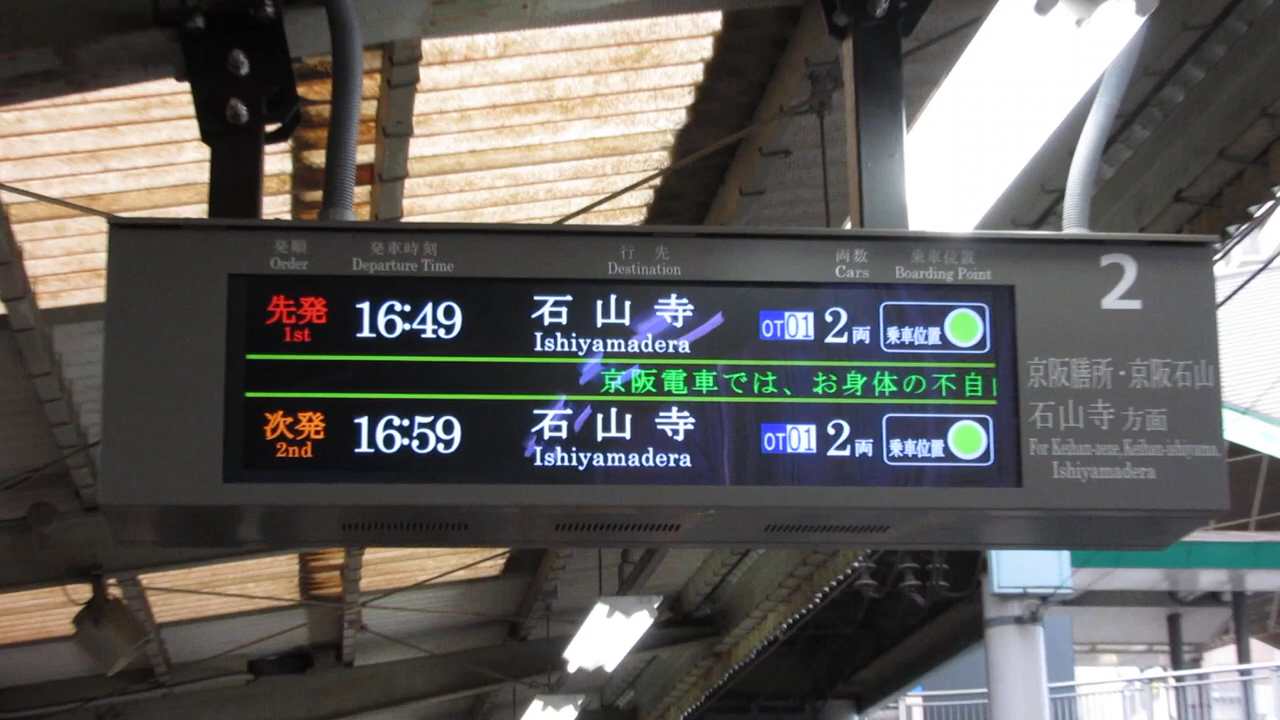 発順 発車時刻 行先 両数 乗車位置
Order Departure Time Destination Cars Boarding Point
2
先発 16:49 石山寺 OT01 2両 乗車位置
1st Ishiyamadera
京阪電車では、お身体の不自
次発 16:59 石山寺 OT01 2両 乗車位置
2nd Ishiyamadera
京阪膳所・京阪石山
石山寺方面
For Keihan-zeze, Keihan-ishiyama,
Ishiyamadera